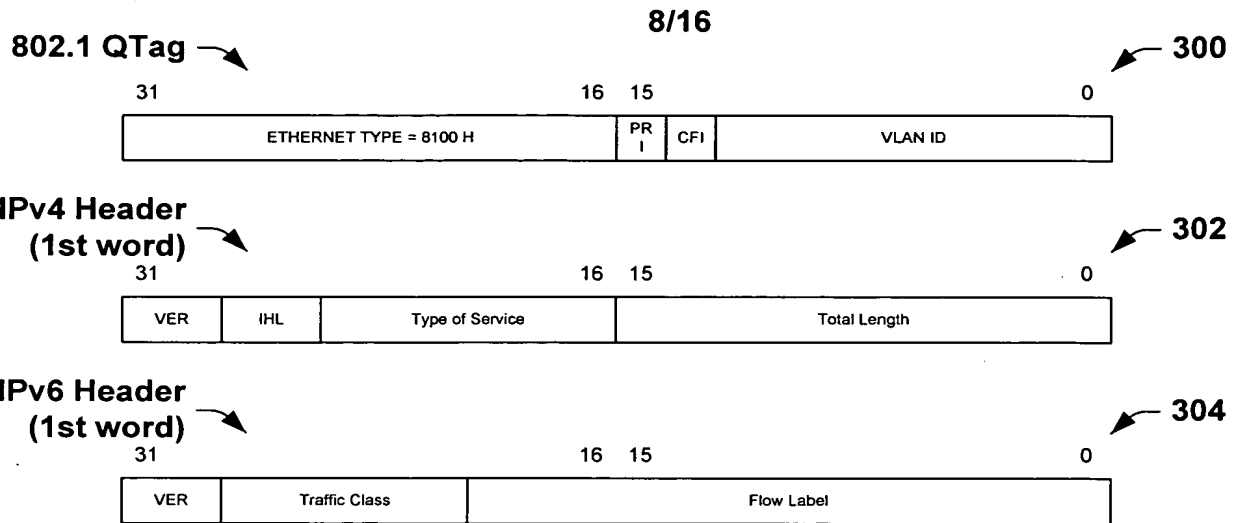 8/16
802.1 QTag
300
31 16 15 0
ETHERNET TYPE = 8100 H PR I CFI VLAN ID
IPv4 Header
(1st word)
302
31 16 15 0
VER IHL Type of Service Total Length
IPv6 Header
(1st word)
304
31 16 15 0
VER Traffic Class Flow Label